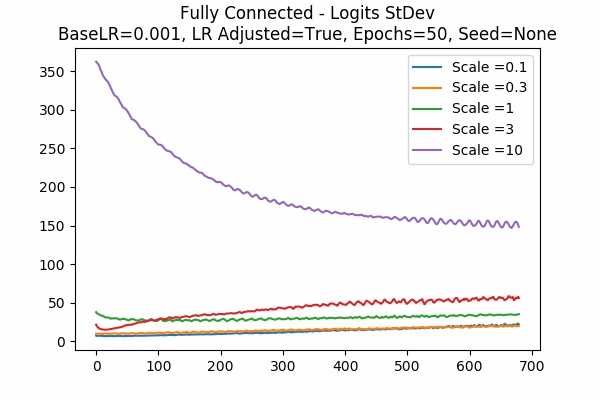 Fully Connected - Logits StDev
BaseLR=0.001, LR Adjusted=True, Epochs=50, Seed=None
350
300
250
200
150
100
50
0
Scale =0.1
Scale =0.3
Scale =1
Scale =3
Scale =10
0 100 200 300 400 500 600 700